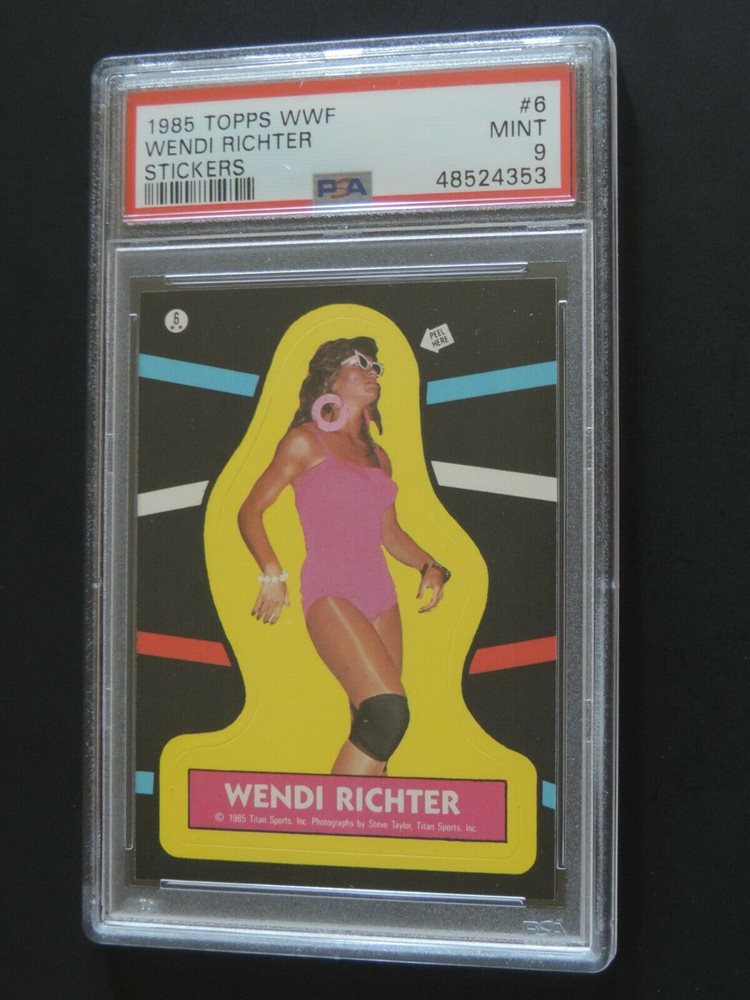 1985 TOPPS WWF #6
WENDI RICHTER MINT
STICKERS 9
PSA 48524353
6
PEEL
HERE
WENDI RICHTER
© 1985 Titan Sports, Inc. Photographs by Steve Taylor, Titan Sports, Inc.
PSA